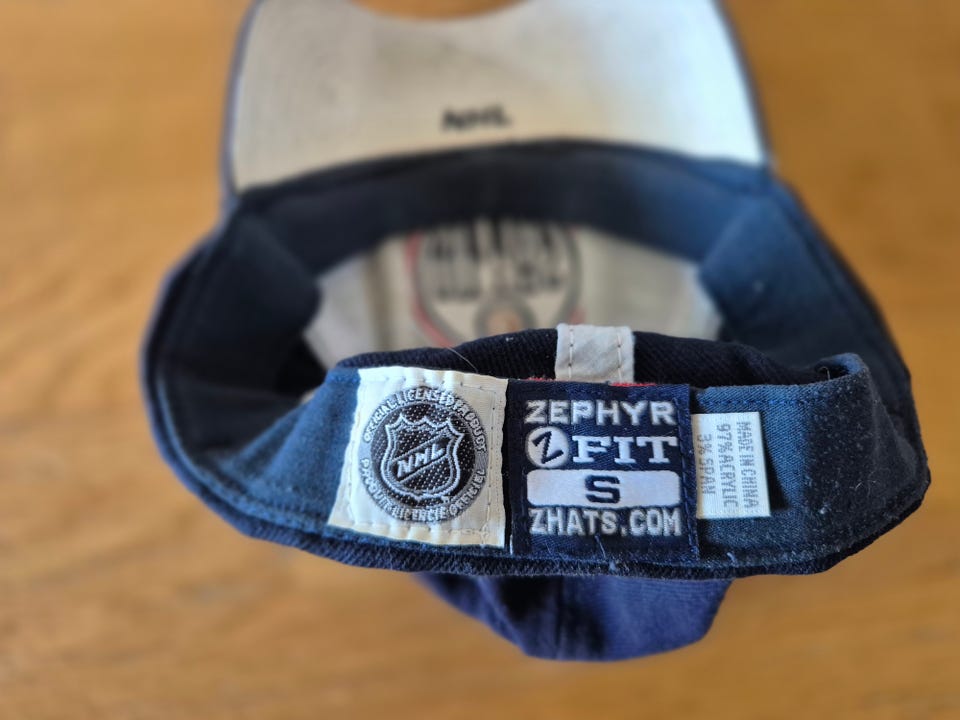 NHL
OFFICIAL LICENSED PRODUCT
NHL
PRODUIT LICENCIÉ OFFICIEL
ZEPHYR
Z FIT
S
ZHATS.COM
MADE IN CHINA
97% ACRYLIC
3% SPAN